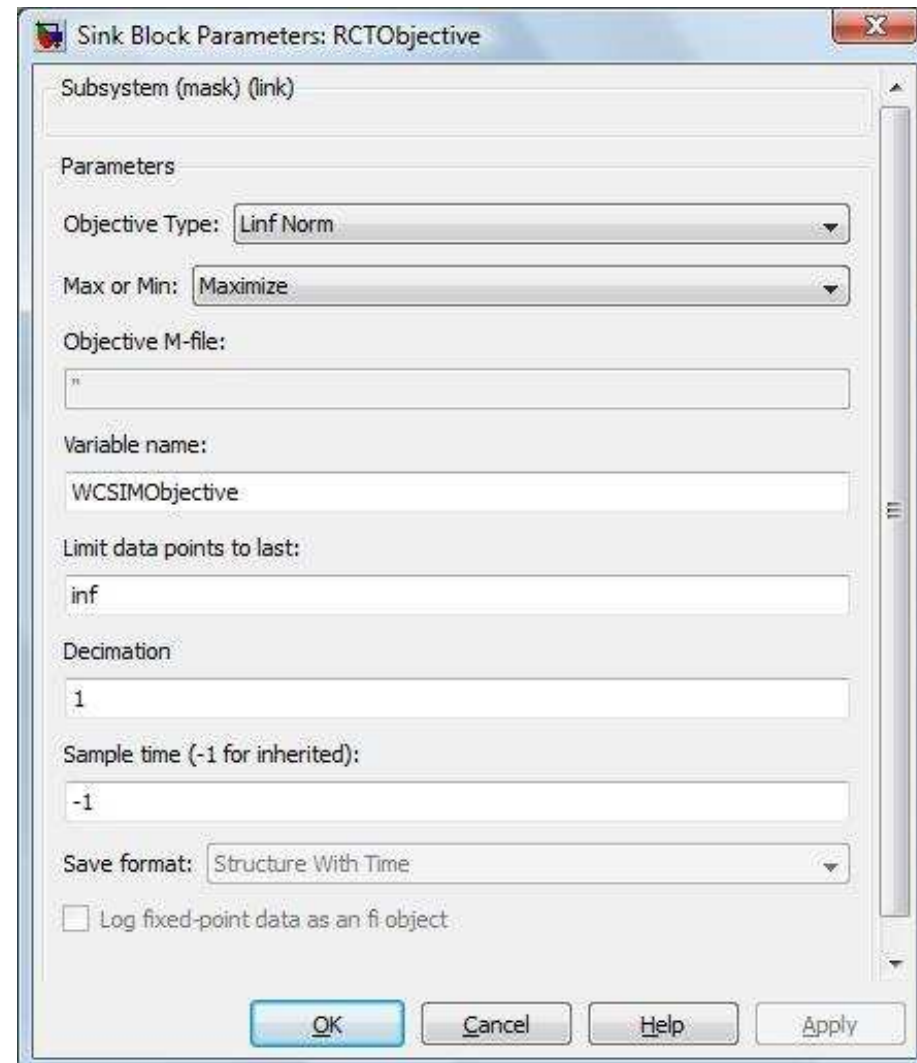 Sink Block Parameters: RCTObjective
Subsystem (mask) (link)
Parameters
Objective Type: Linf Norm
Max or Min: Maximize
Objective M-file:
''
Variable name:
WCSIMObjective
Limit data points to last:
inf
Decimation
1
Sample time (-1 for inherited):
-1
Save format: Structure With Time
Log fixed-point data as an fi object
OK Cancel Help Apply